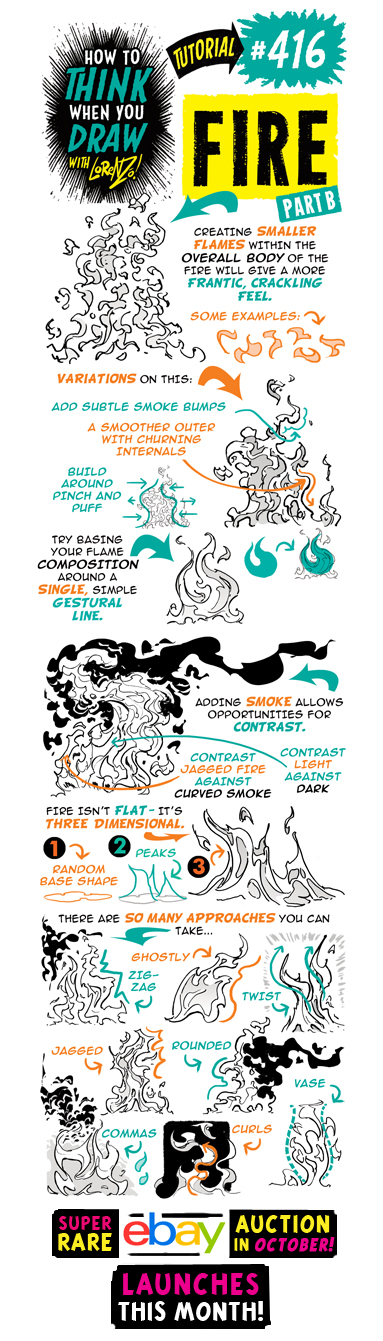 HOW TO
THINK
WHEN YOU
DRAW
WITH LORENZO!
TUTORIAL
#416
FIRE
PART B
CREATING SMALLER
FLAMES WITHIN THE
OVERALL BODY OF THE
FIRE WILL GIVE A MORE
FRANTIC, CRACKLING
FEEL.
SOME EXAMPLES:
VARIATIONS ON THIS:
ADD SUBTLE SMOKE BUMPS
A SMOOTHER OUTER
WITH CHURNING
INTERNALS
BUILD
AROUND
PINCH AND
PUFF
TRY BASING
YOUR FLAME
COMPOSITION
AROUND A
SINGLE, SIMPLE
GESTURAL
LINE.
ADDING SMOKE ALLOWS
OPPORTUNITIES FOR
CONTRAST.
CONTRAST
JAGGED FIRE
AGAINST
CURVED SMOKE
CONTRAST
LIGHT
AGAINST
DARK
FIRE ISN'T FLAT - IT'S
THREE DIMENSIONAL.
1
RANDOM
BASE SHAPE
2
PEAKS
3
THERE ARE SO MANY APPROACHES YOU CAN
TAKE...
ZIG-
ZAG
GHOSTLY
TWIST
JAGGED
ROUNDED
VASE
COMMAS
CURLS
SUPER
RARE
ebay
AUCTION
IN OCTOBER!
LAUNCHES
THIS MONTH!